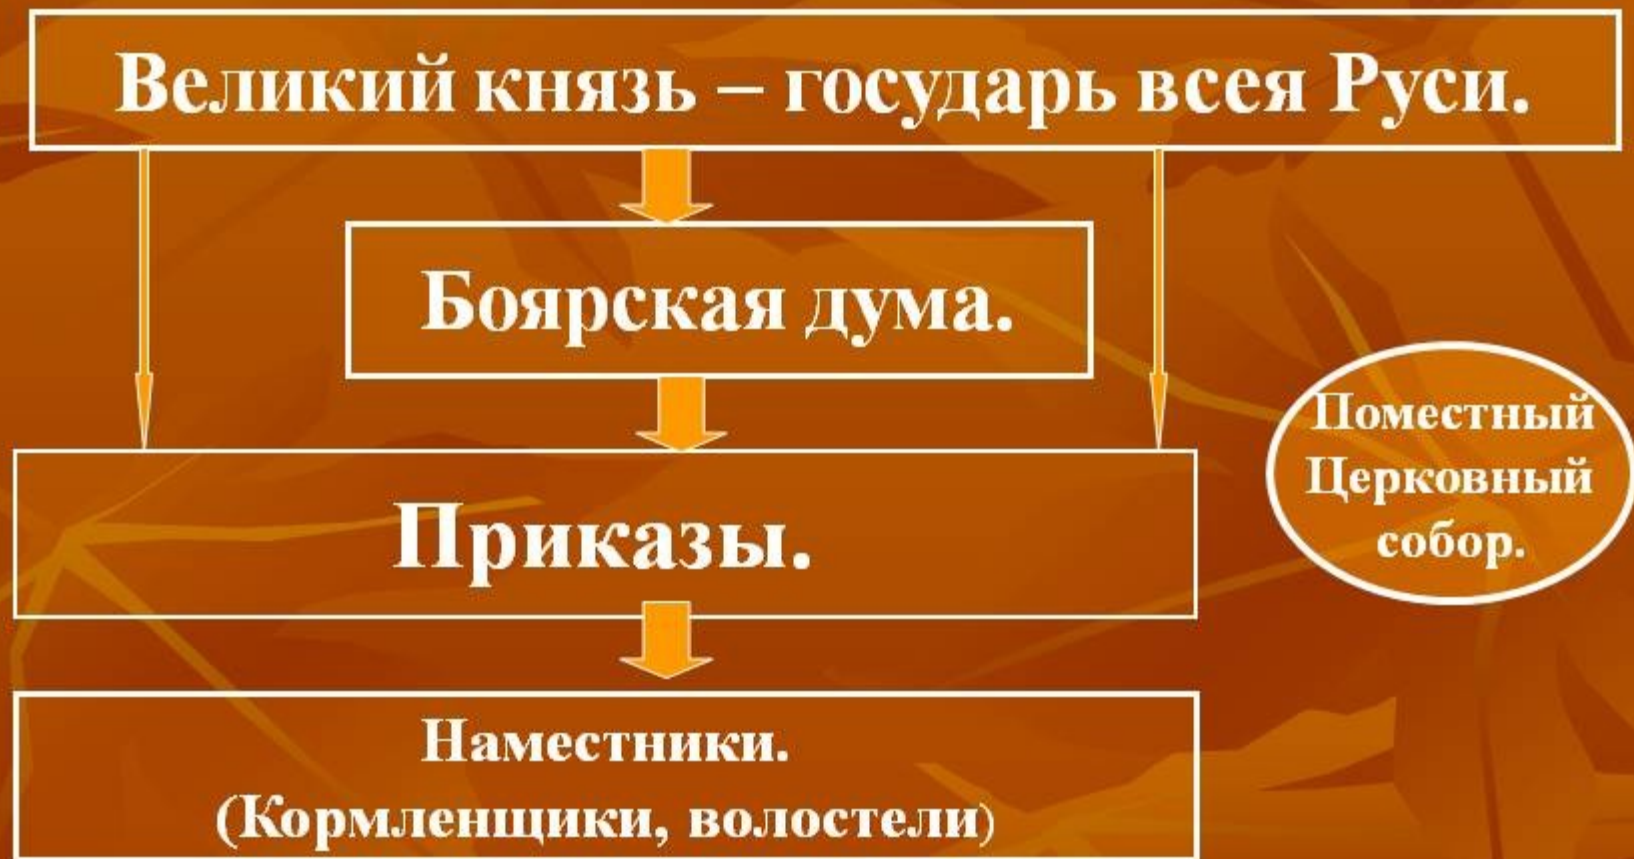 Великий князь – государь всея Руси.
Боярская дума.
Поместный
Церковный
собор.
Приказы.
Наместники.
(Кормленщики, волостели)